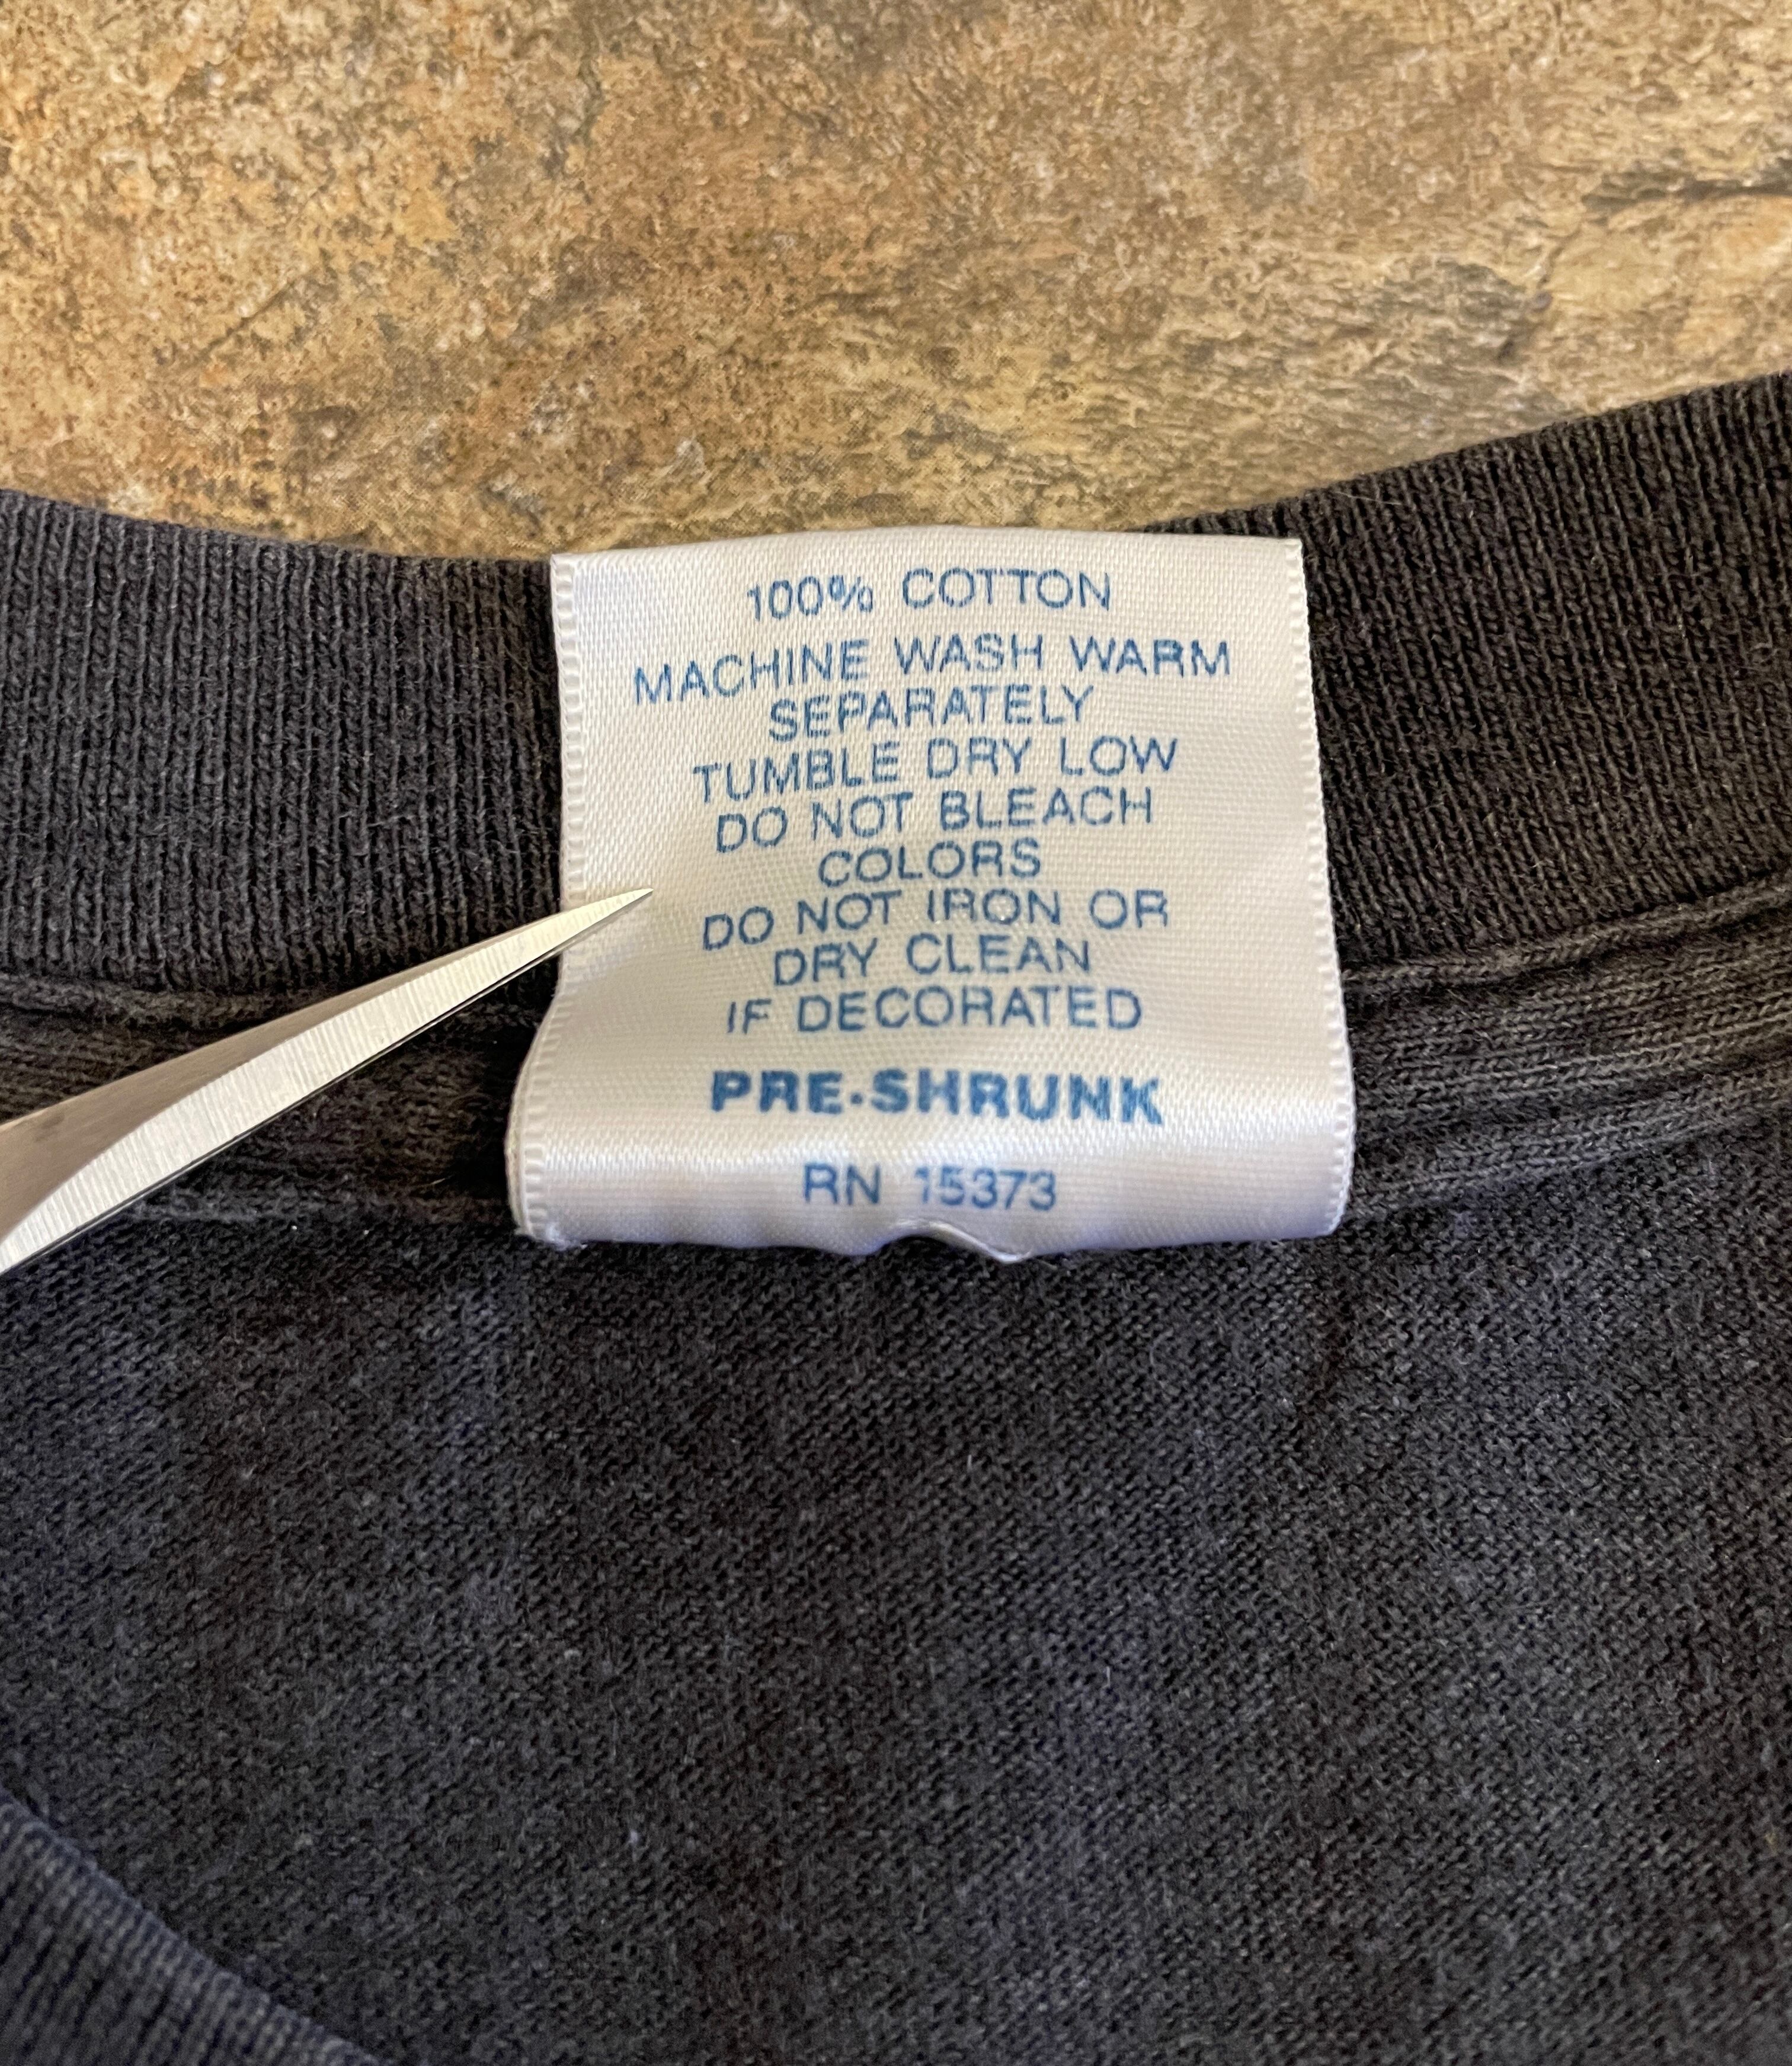 100% COTTON
MACHINE WASH WARM
SEPARATELY
TUMBLE DRY LOW
DO NOT BLEACH
COLORS
DO NOT IRON OR
DRY CLEAN
IF DECORATED
PRE-SHRUNK
RN 15373